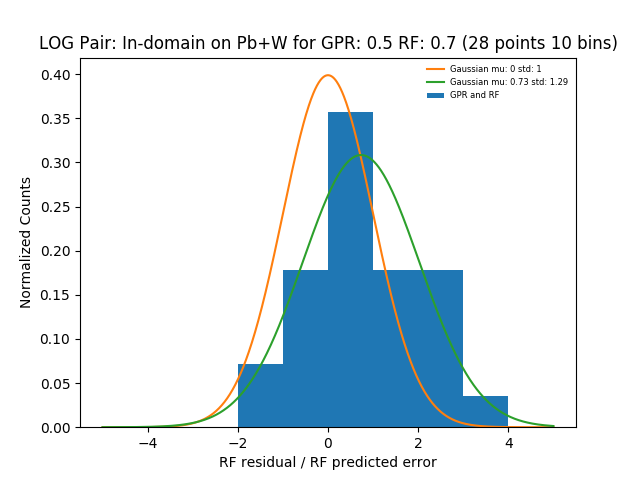 LOG Pair: In-domain on Pb+W for GPR: 0.5 RF: 0.7 (28 points 10 bins)
Gaussian mu: 0 std: 1
Gaussian mu: 0.73 std: 1.29
GPR and RF
Normalized Counts
0.40
0.35
0.30
0.25
0.20
0.15
0.10
0.05
0.00
−4 −2 0 2 4
RF residual / RF predicted error